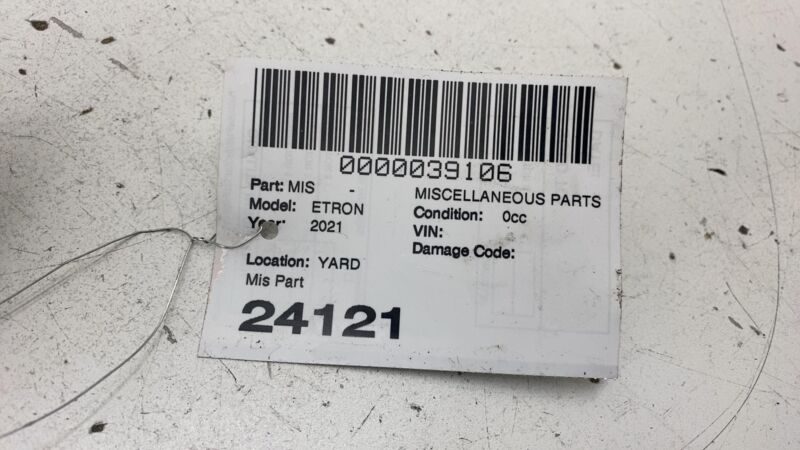 0000039106
Part: MIS - MISCELLANEOUS PARTS
Model: ETRON Condition: 0cc
Year: 2021 VIN:
Damage Code:
Location: YARD
Mis Part
24121